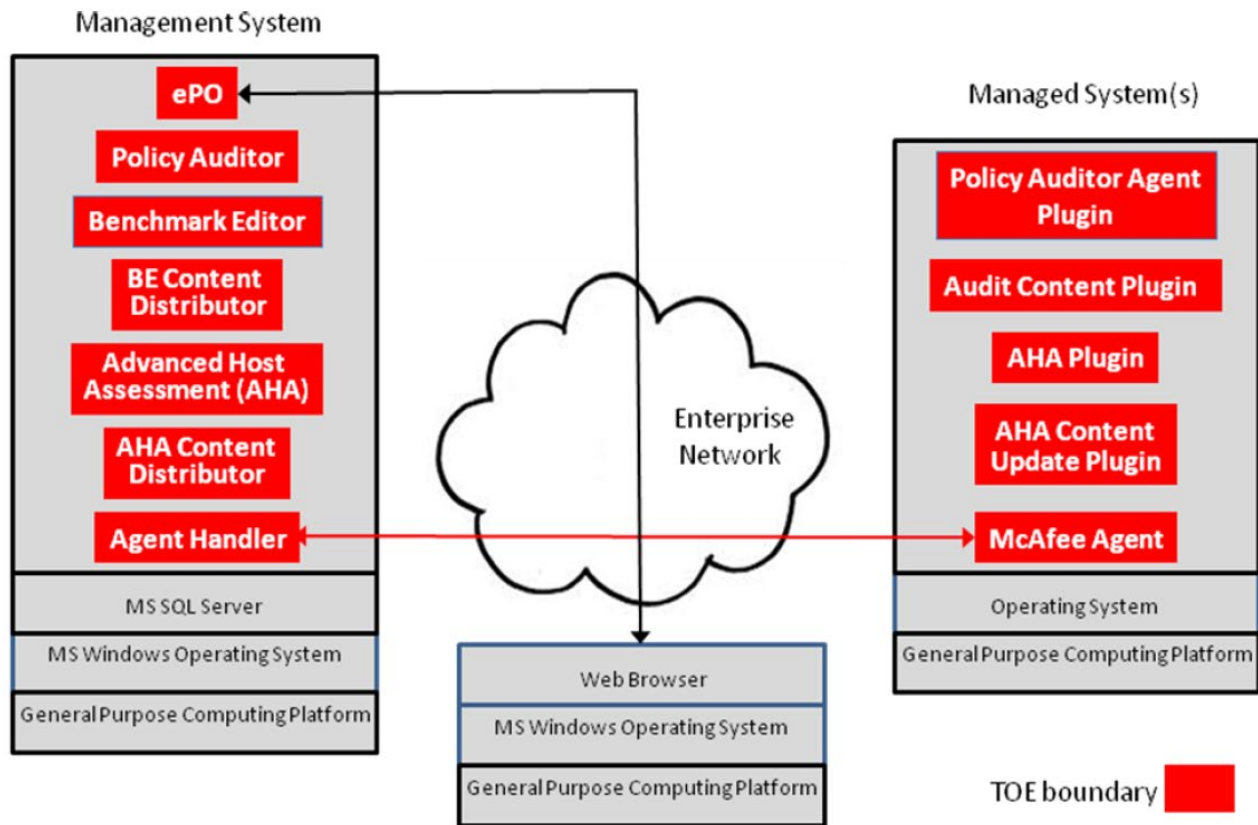 Management System
ePO
Policy Auditor
Benchmark Editor
BE Content
Distributor
Advanced Host
Assessment (AHA)
AHA Content
Distributor
Agent Handler
MS SQL Server
MS Windows Operating System
General Purpose Computing Platform
Enterprise
Network
Web Browser
MS Windows Operating System
General Purpose Computing Platform
Managed System(s)
Policy Auditor Agent
Plugin
Audit Content Plugin
AHA Plugin
AHA Content
Update Plugin
McAfee Agent
Operating System
General Purpose Computing Platform
TOE boundary